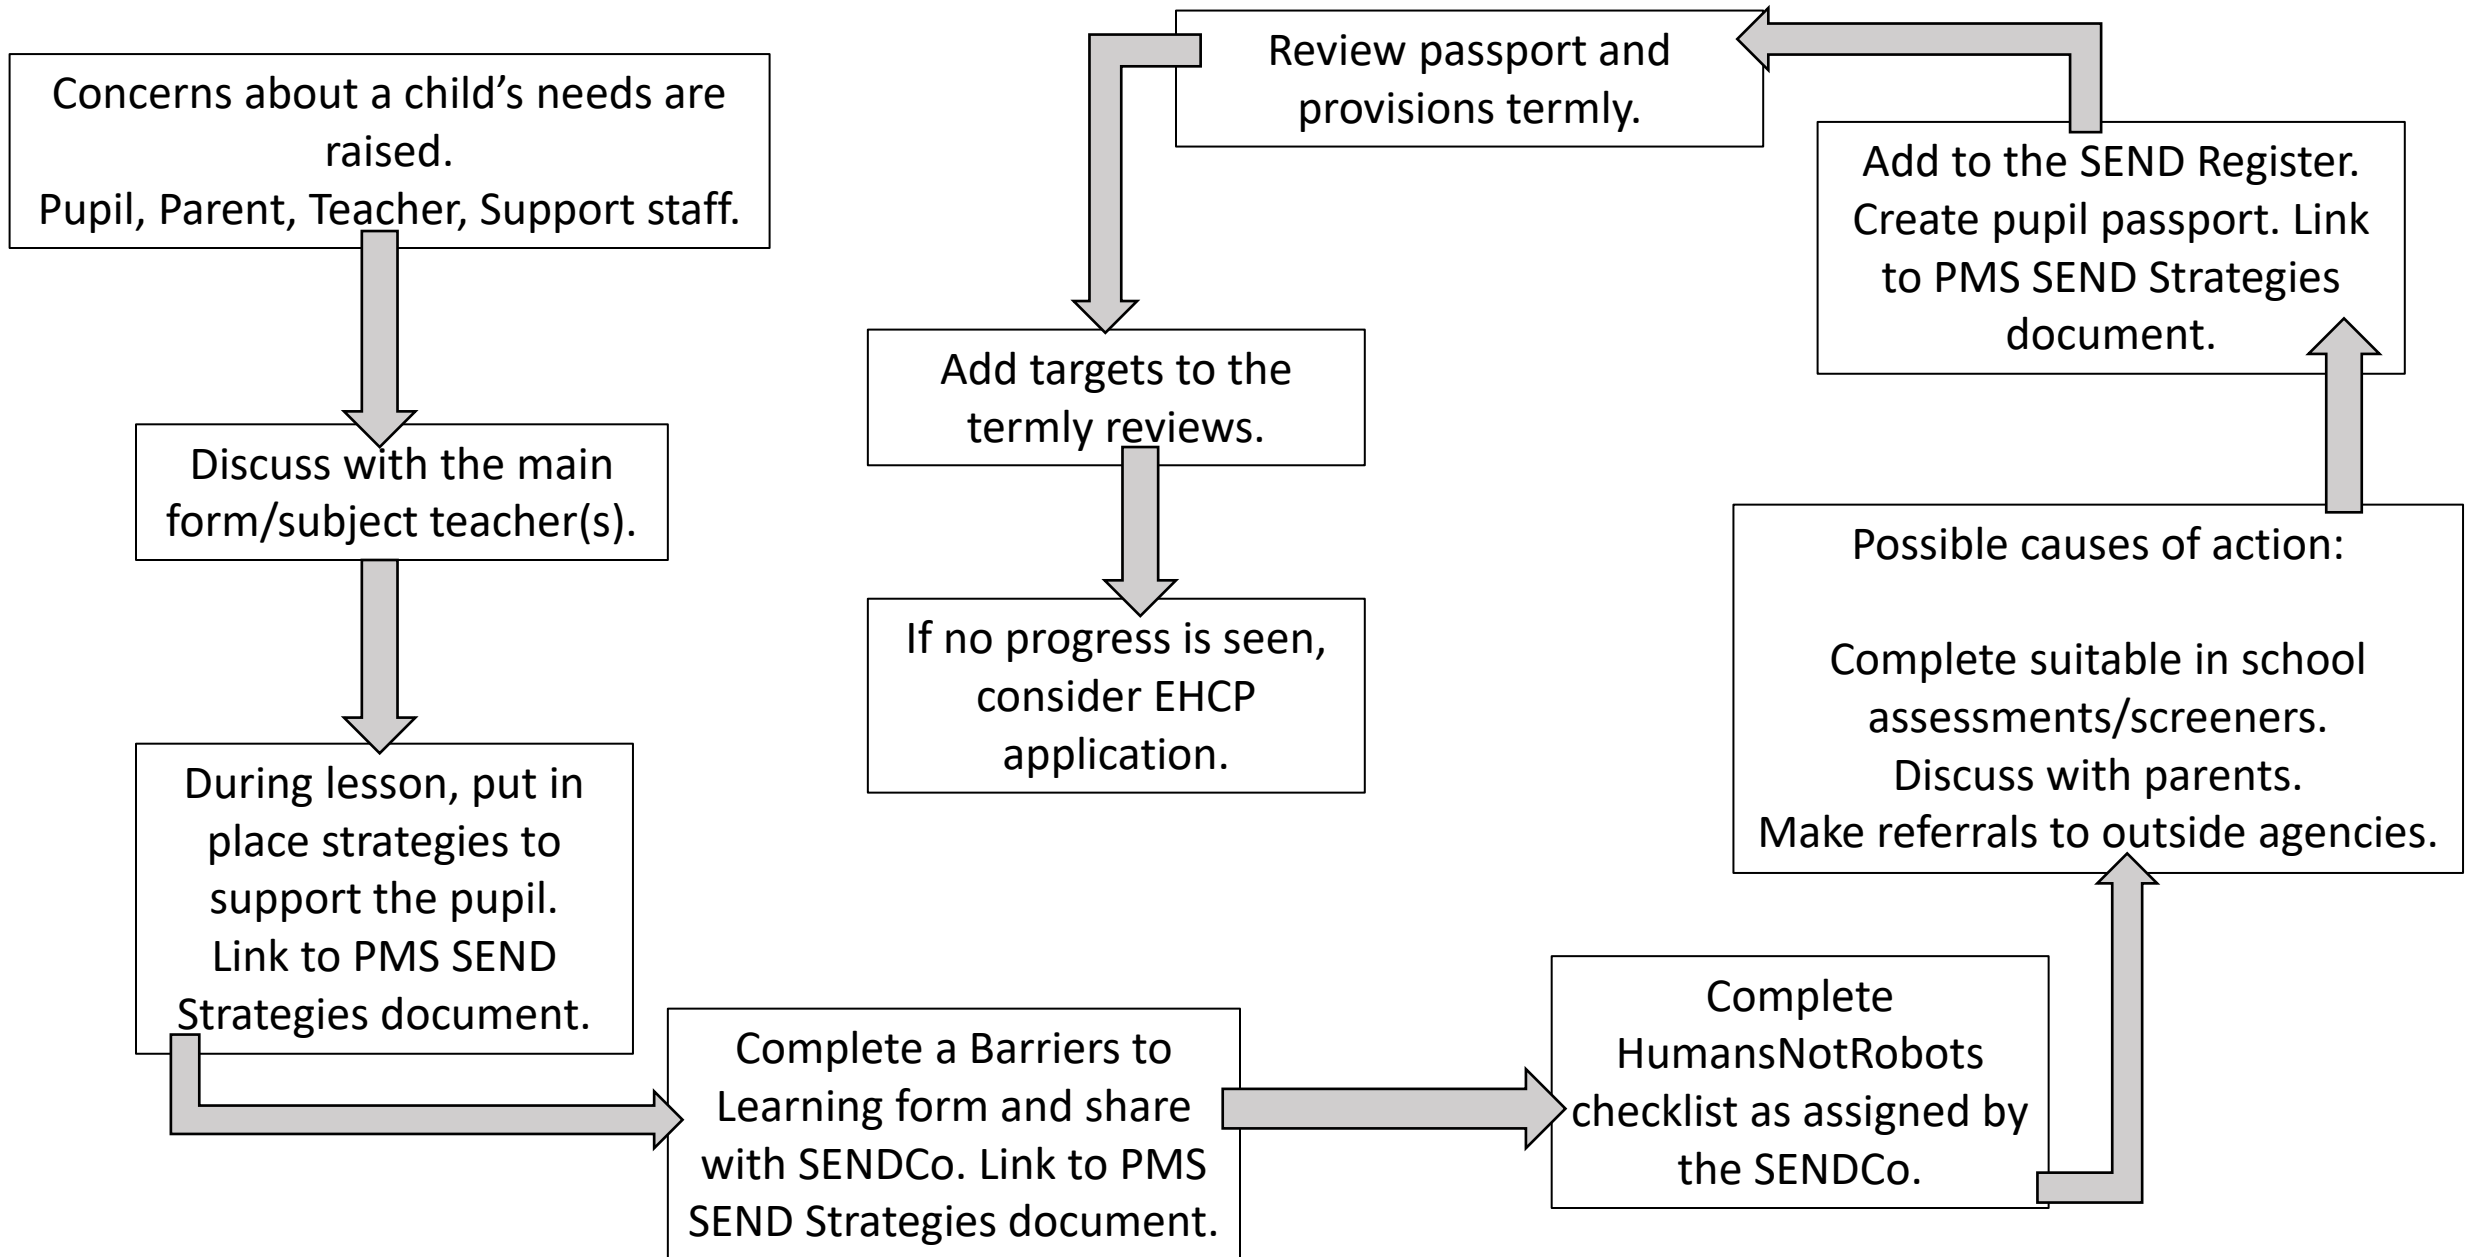 Concerns about a child’s needs are
raised.
Pupil, Parent, Teacher, Support staff.
Discuss with the main
form/subject teacher(s).
During lesson, put in
place strategies to
support the pupil.
Link to PMS SEND
Strategies document.
Complete a Barriers to
Learning form and share
with SENDCo. Link to PMS
SEND Strategies document.
Complete
HumansNotRobots
checklist as assigned by
the SENDCo.
Possible causes of action:
Complete suitable in school
assessments/screeners.
Discuss with parents.
Make referrals to outside agencies.
Add to the SEND Register.
Create pupil passport. Link
to PMS SEND Strategies
document.
Review passport and
provisions termly.
Add targets to the
termly reviews.
If no progress is seen,
consider EHCP
application.